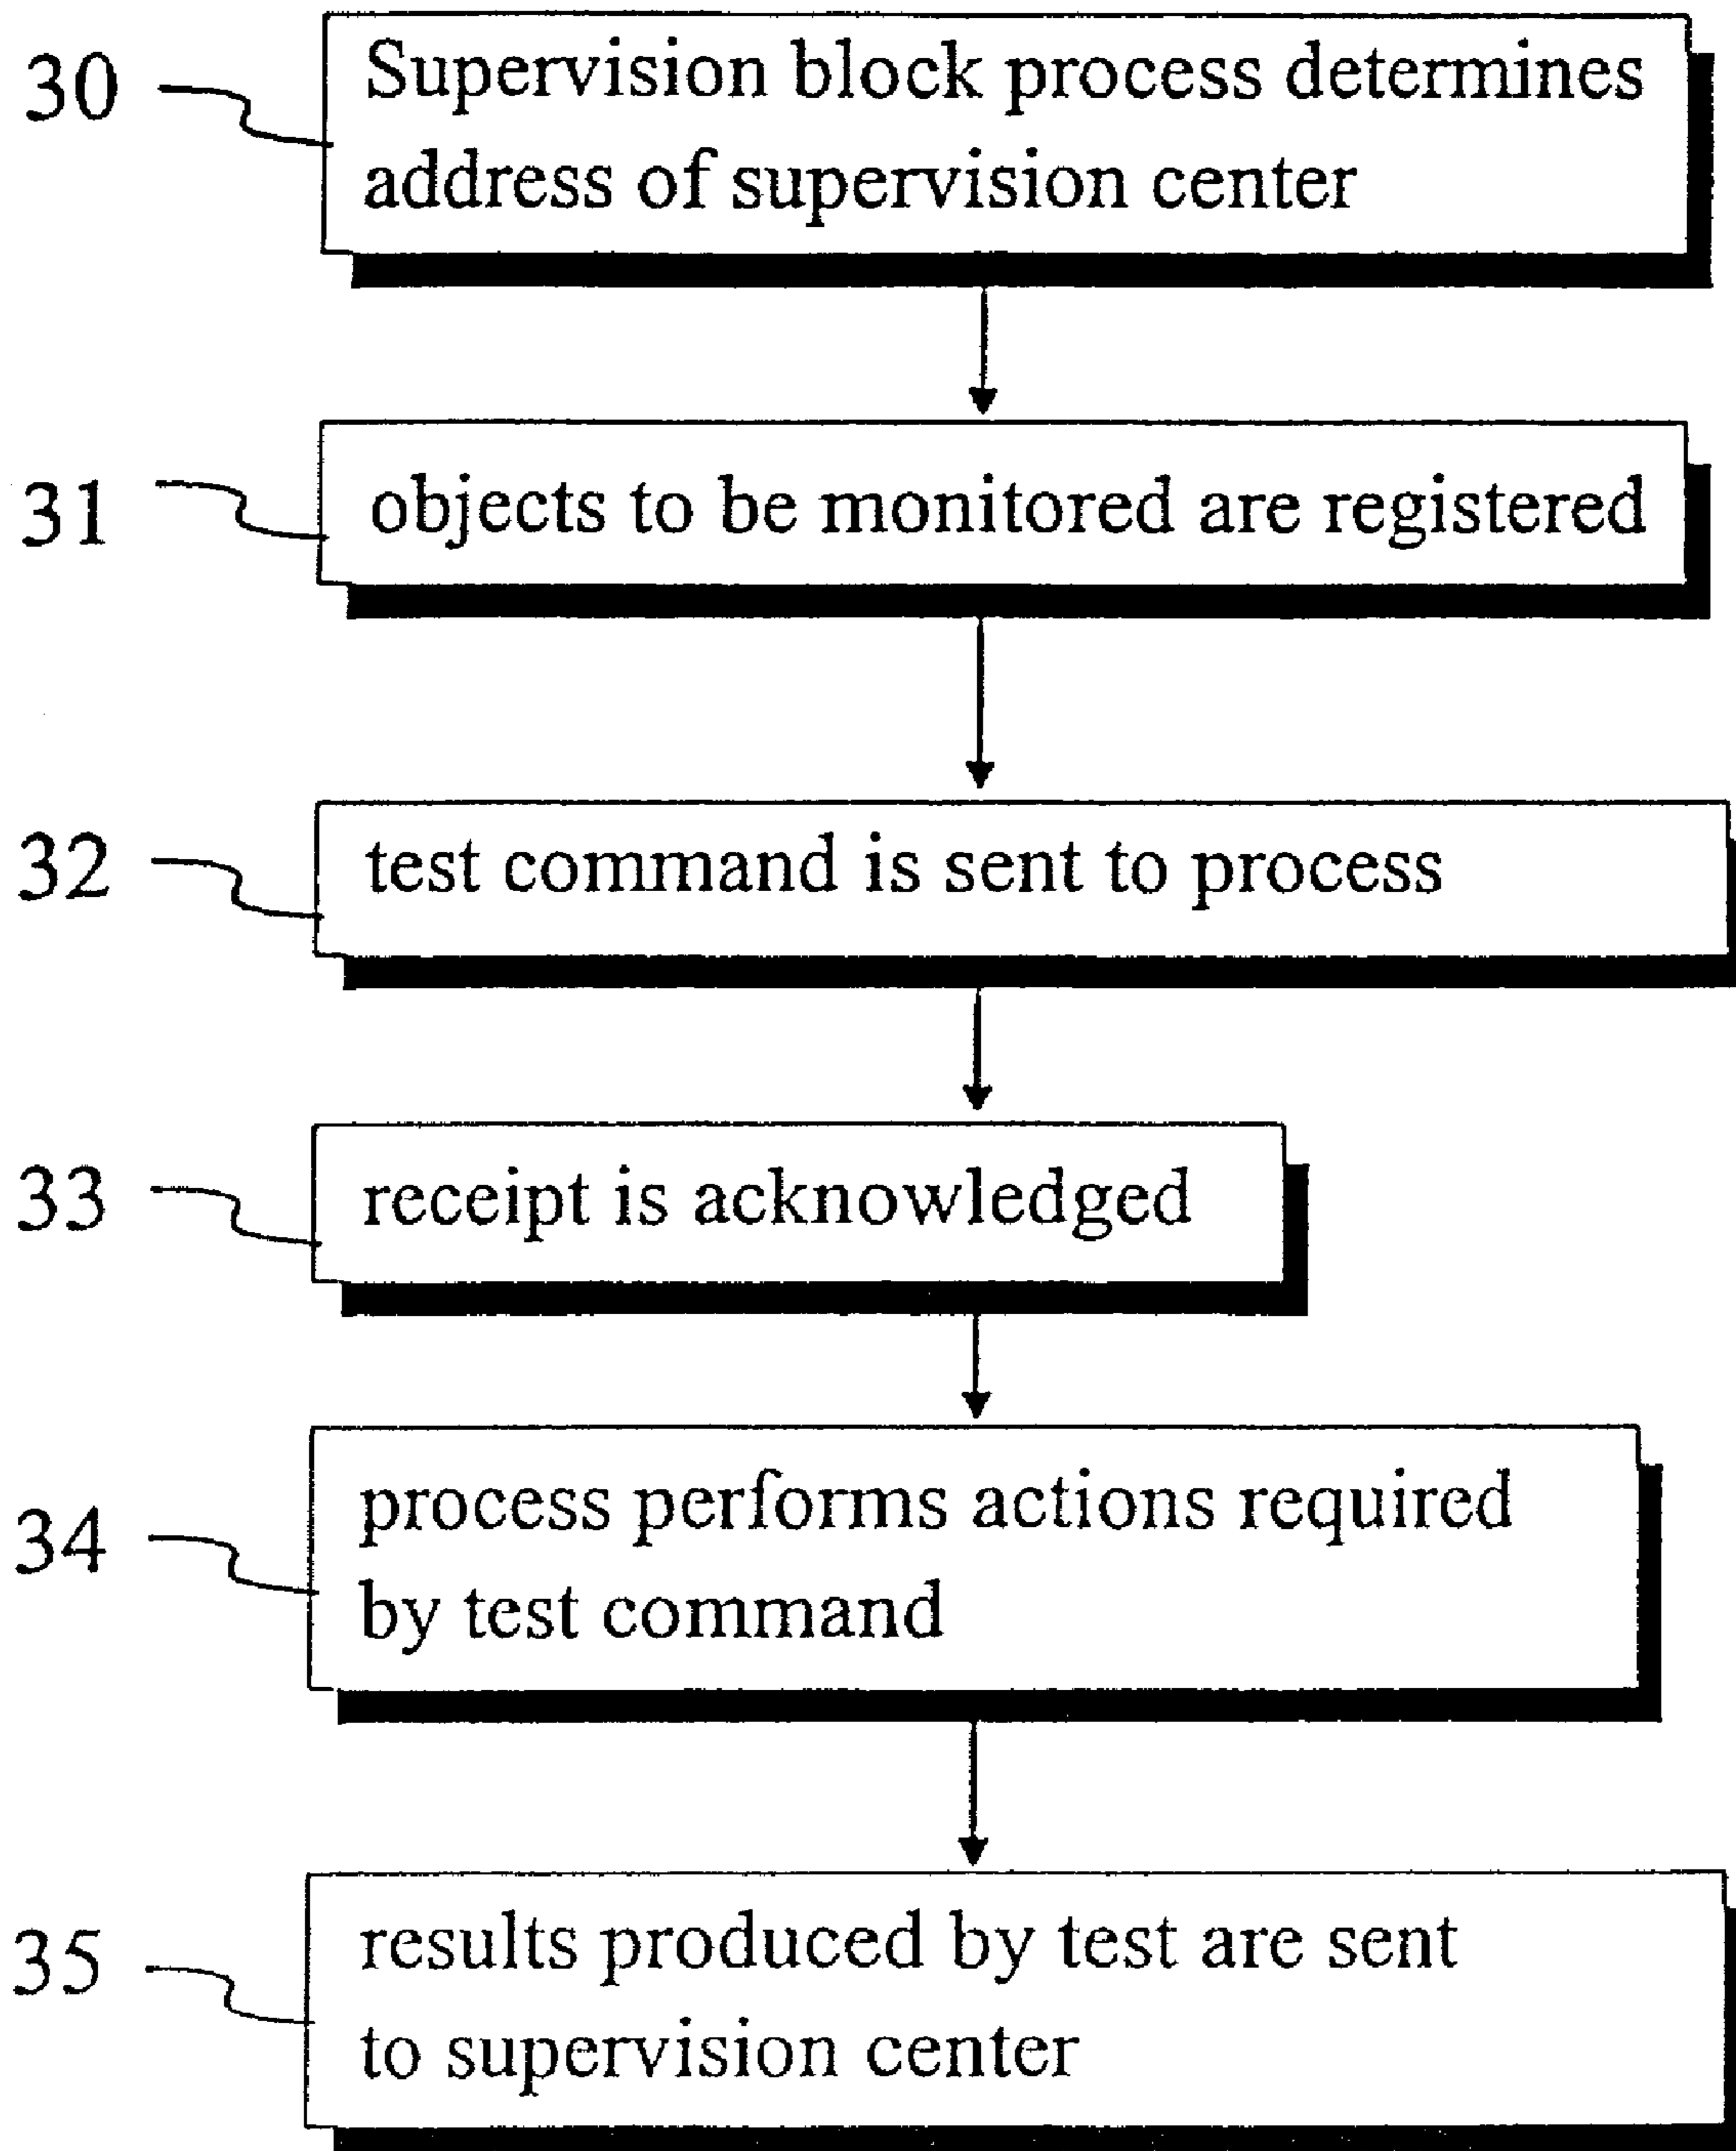 30
Supervision block process determines
address of supervision center
31
objects to be monitored are registered
32
test command is sent to process
33
receipt is acknowledged
34
process performs actions required
by test command
35
results produced by test are sent
to supervision center